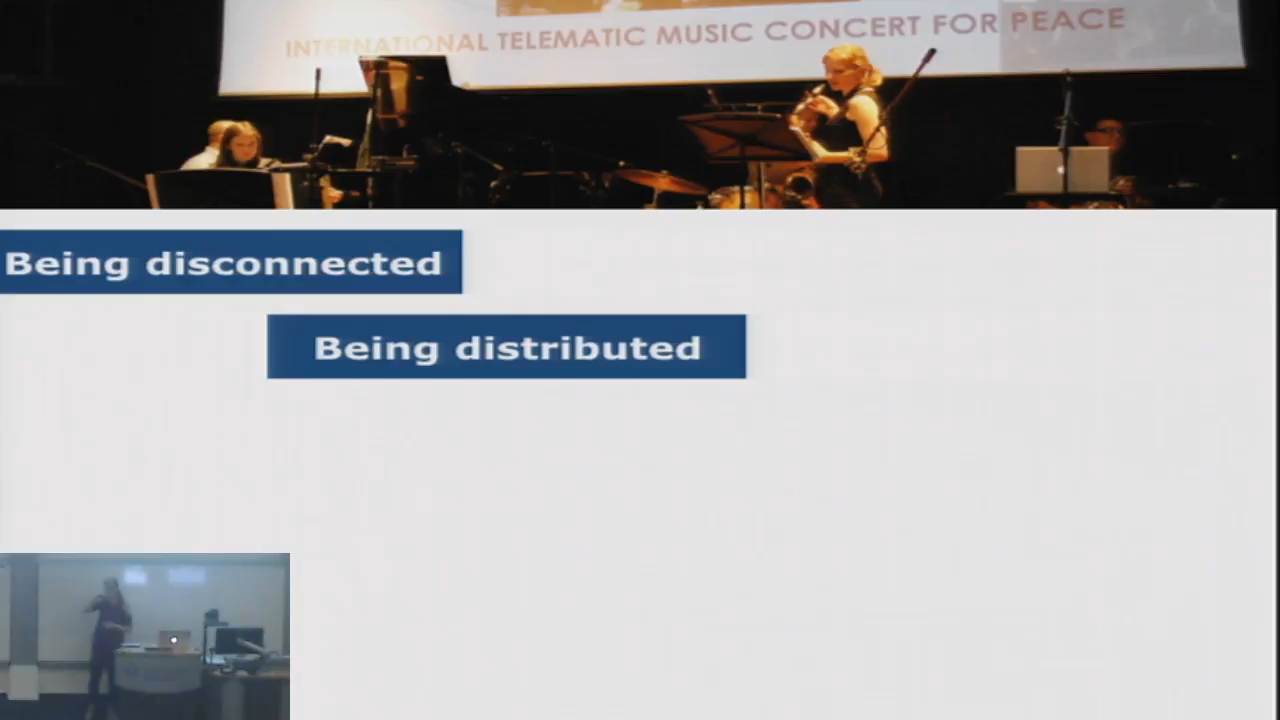 INTERNATIONAL TELEMATIC MUSIC CONCERT FOR PEACE
Being disconnected
Being distributed